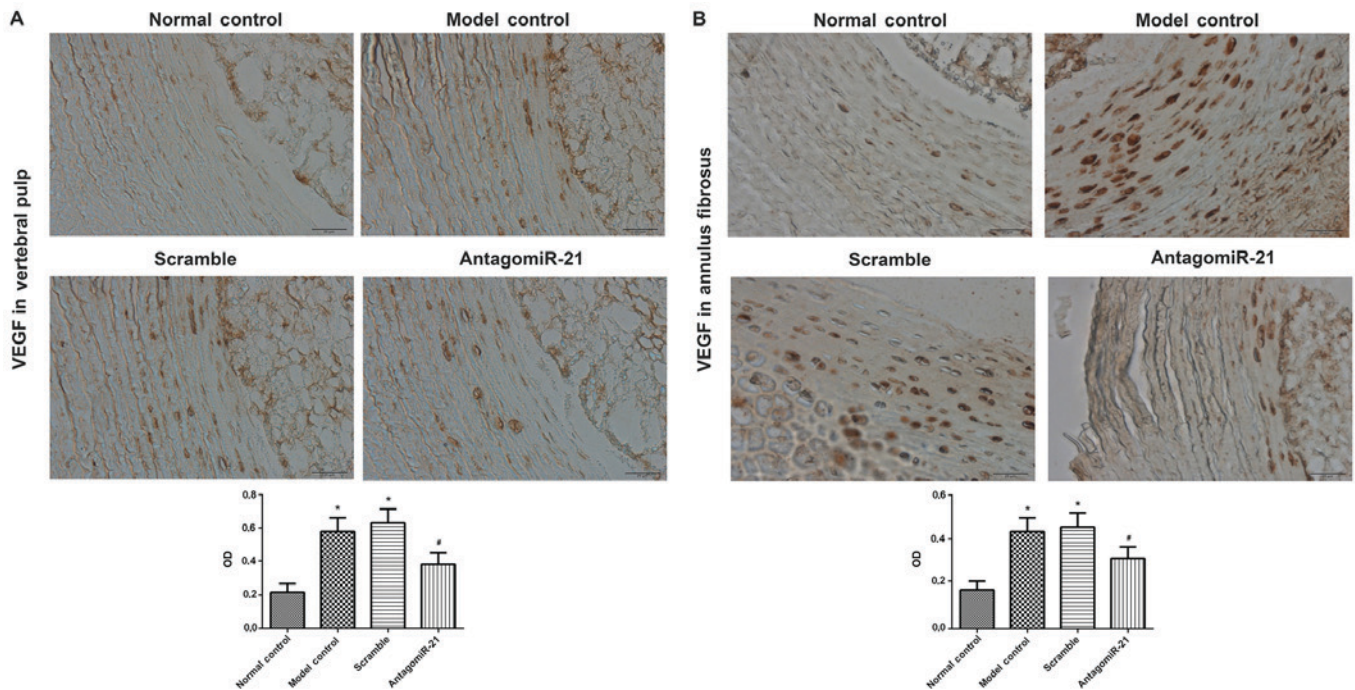 A
Normal control
Model control
VEGF in vertebral pulp
Scramble
AntagomiR-21
0,8
0,6
0,4
0,2
0,0
OD
*
*
#
Normal control
Model control
Scramble
AntagomiR-21
B
Normal control
Model control
VEGF in annulus fibrosus
Scramble
AntagomiR-21
0,6
0,4
0,2
0,0
OD
*
*
#
Normal control
Model control
Scramble
AntagomiR-21